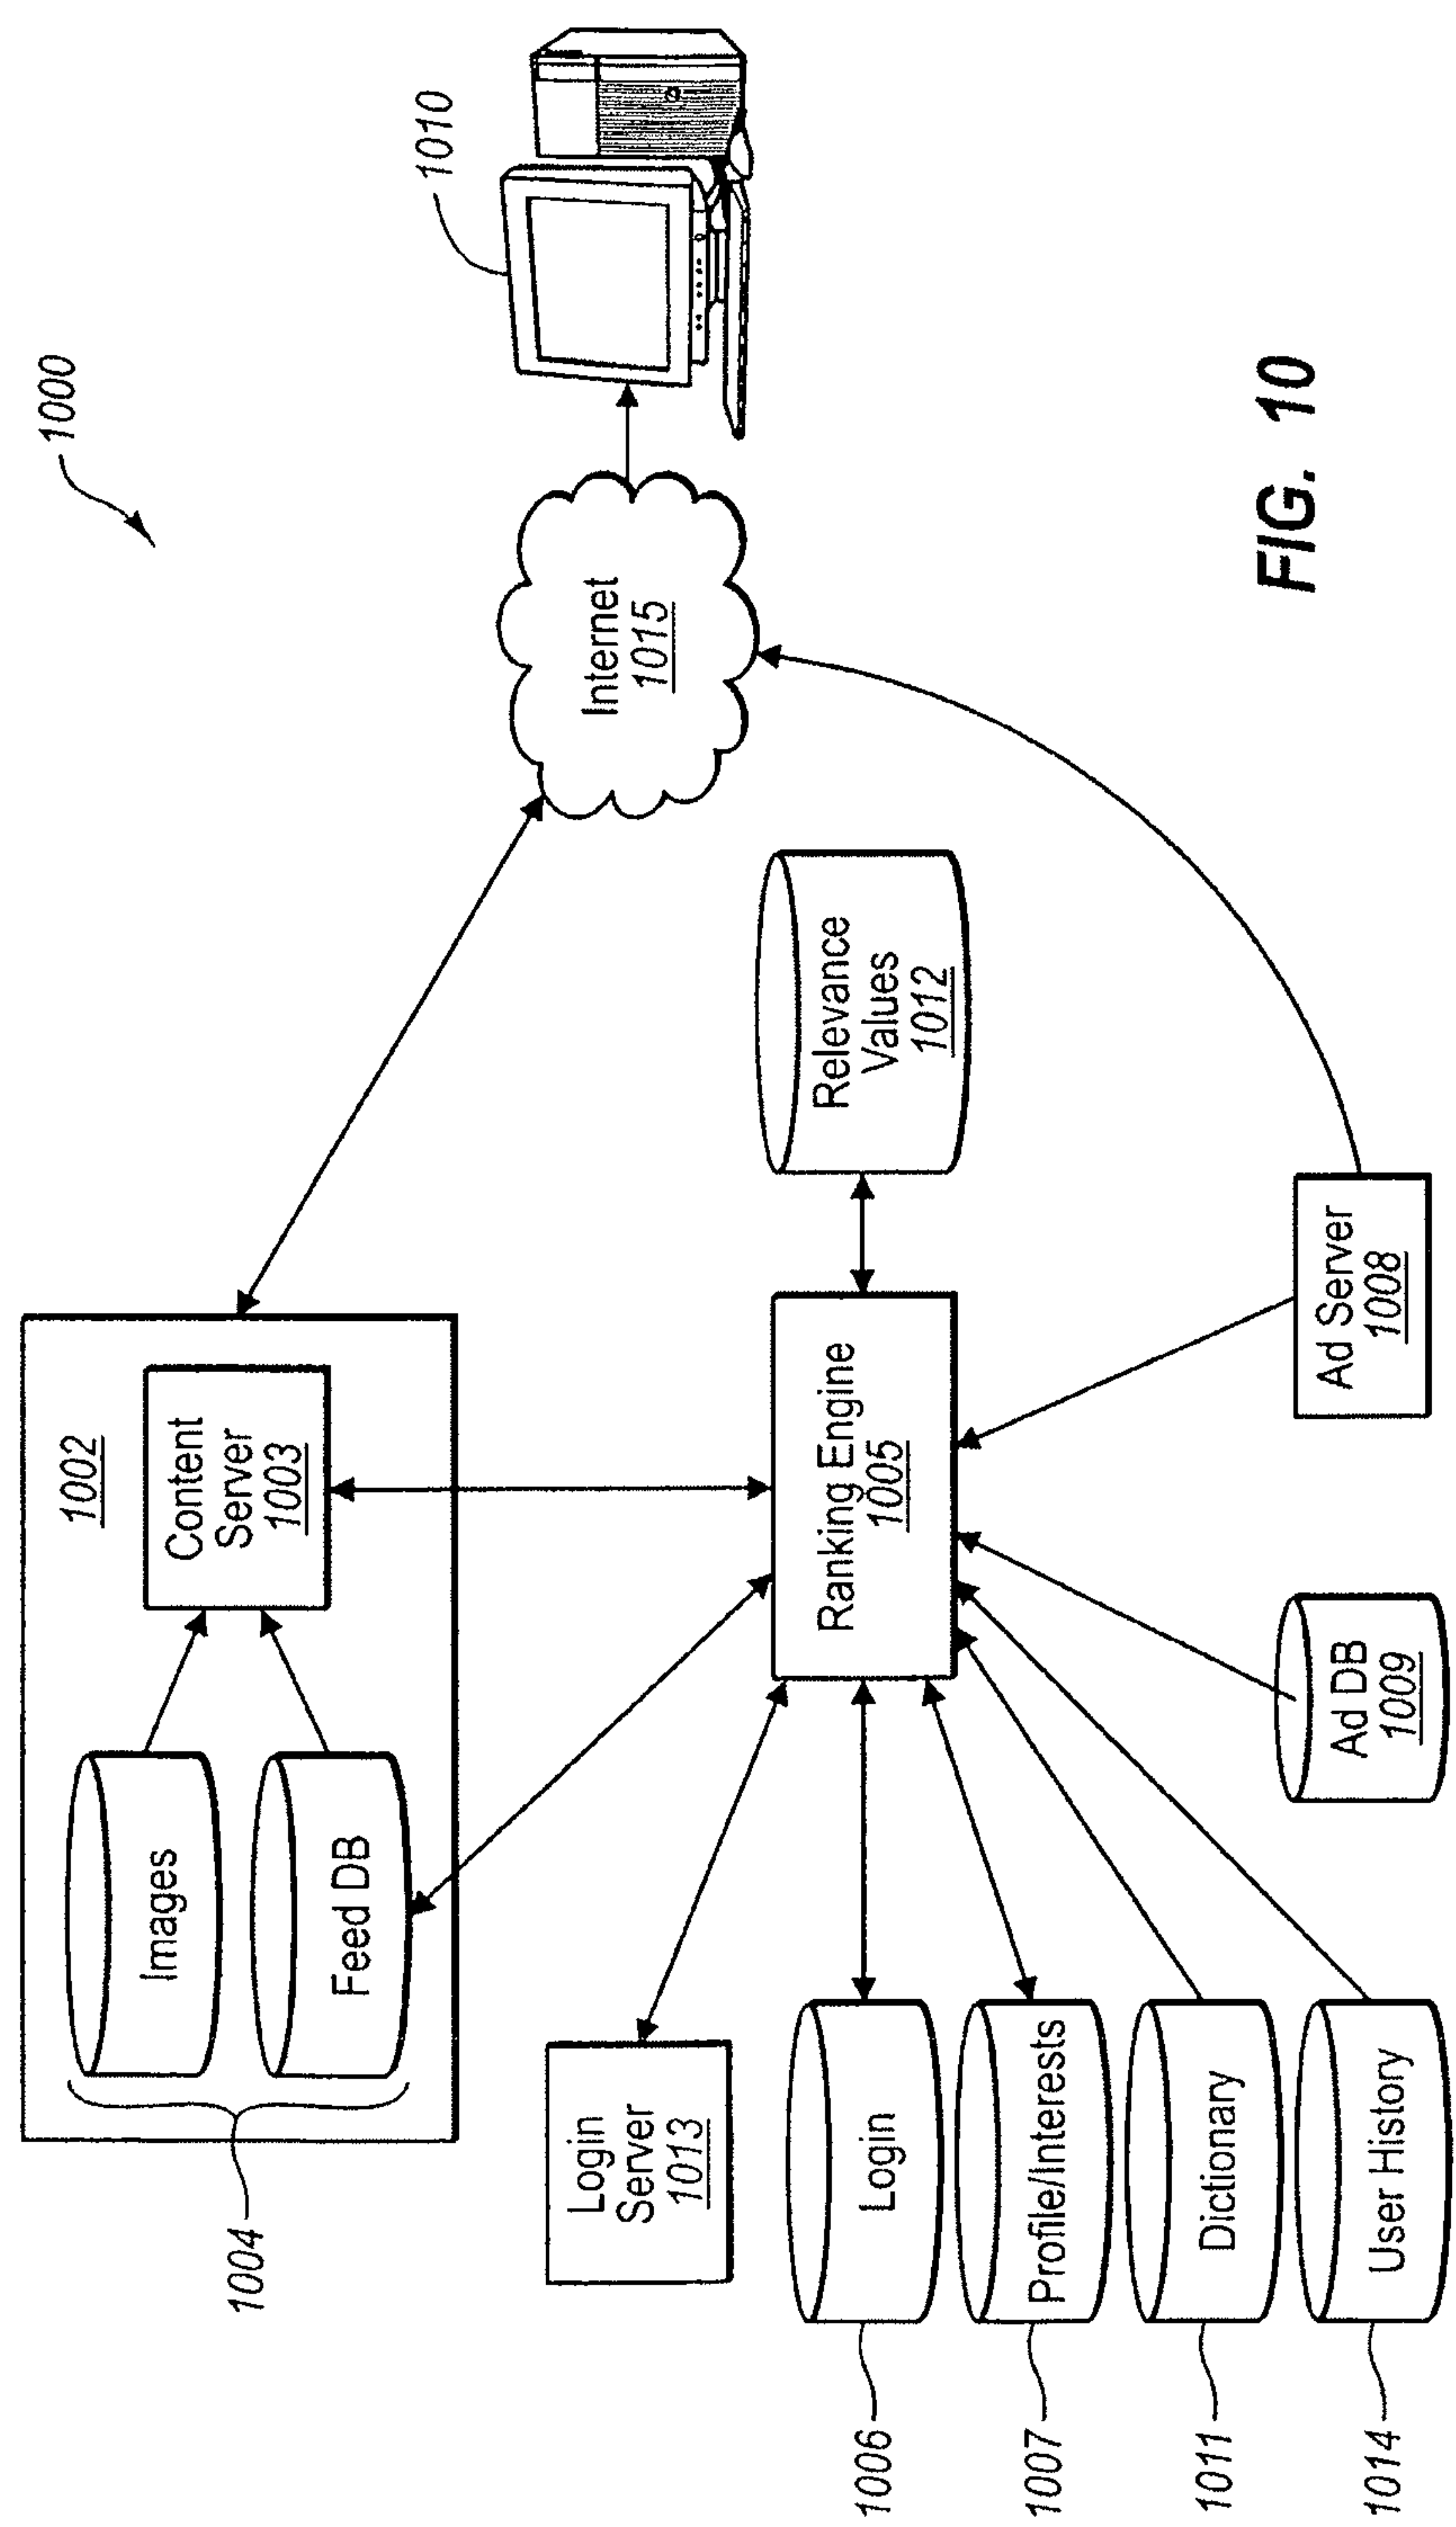 1000
1002
Images
Feed DB
1004
Content
Server
1003
Internet
1015
1010
Login
Server
1013
Ranking Engine
1005
Relevance
Values
1012
1006
Login
1007
Profile/Interests
1011
Dictionary
1014
User History
Ad DB
1009
Ad Server
1008
FIG. 10